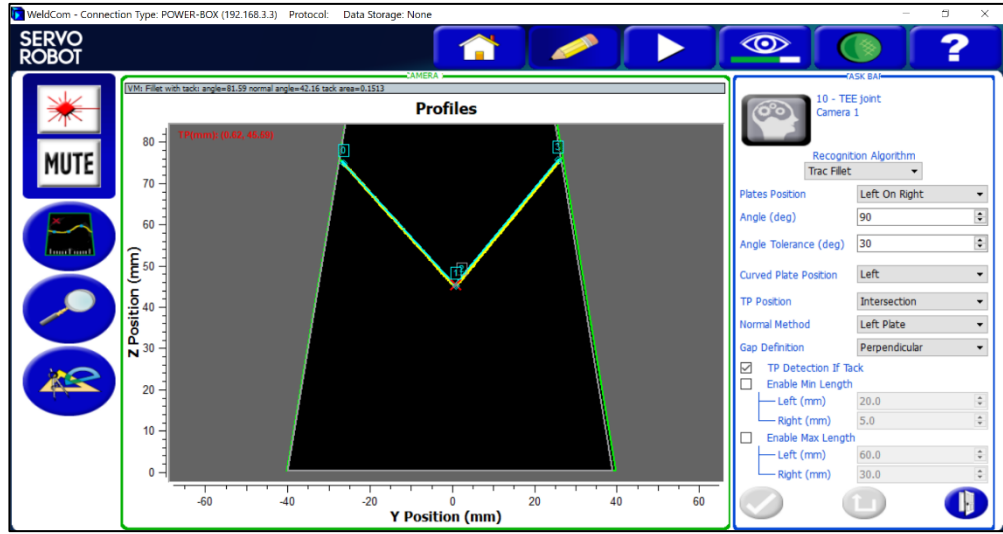 WeldCom - Connection Type: POWER-BOX (192.168.3.3) Protocol: Data Storage: None
SERVO
ROBOT
?
MUTE
CAMERA
VM: Fillet with tack: angle=81.59 normal angle=42.16 tack area=0.1513
Profiles
TP(mm): (0.62, 45.69)
Z Position (mm)
80
70
60
50
40
30
20
10
0
0
3
1
-60 -40 -20 0 20 40 60
Y Position (mm)
TASK BAR
10 - TEE joint
Camera 1
Recognition Algorithm
Trac Fillet
Plates Position Left On Right
Angle (deg) 90
Angle Tolerance (deg) 30
Curved Plate Position Left
TP Position Intersection
Normal Method Left Plate
Gap Definition Perpendicular
TP Detection If Tack
Enable Min Length
Left (mm) 20.0
Right (mm) 5.0
Enable Max Length
Left (mm) 60.0
Right (mm) 30.0